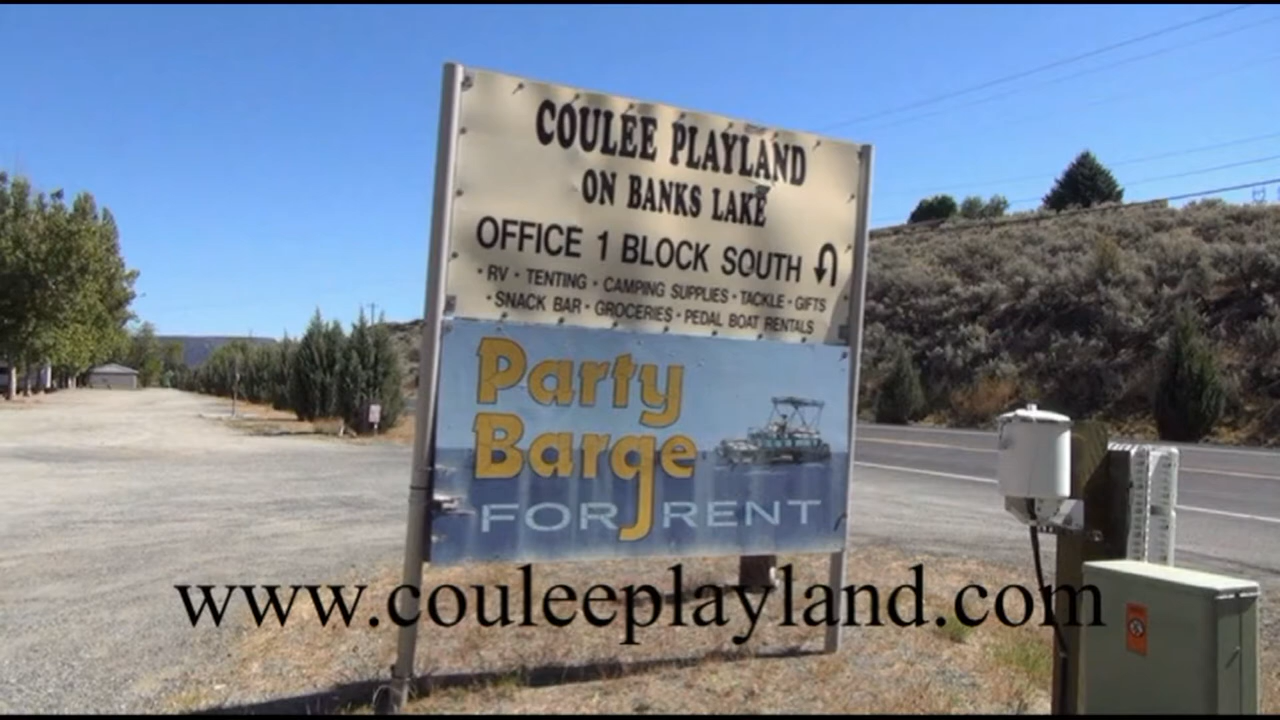 COULEE PLAYLAND
ON BANKS LAKE
OFFICE 1 BLOCK SOUTH
• RV • TENTING • CAMPING SUPPLIES • TACKLE • GIFTS
• SNACK BAR • GROCERIES • PEDAL BOAT RENTALS
Party
Barge
FOR RENT
www.couleeplayland.com